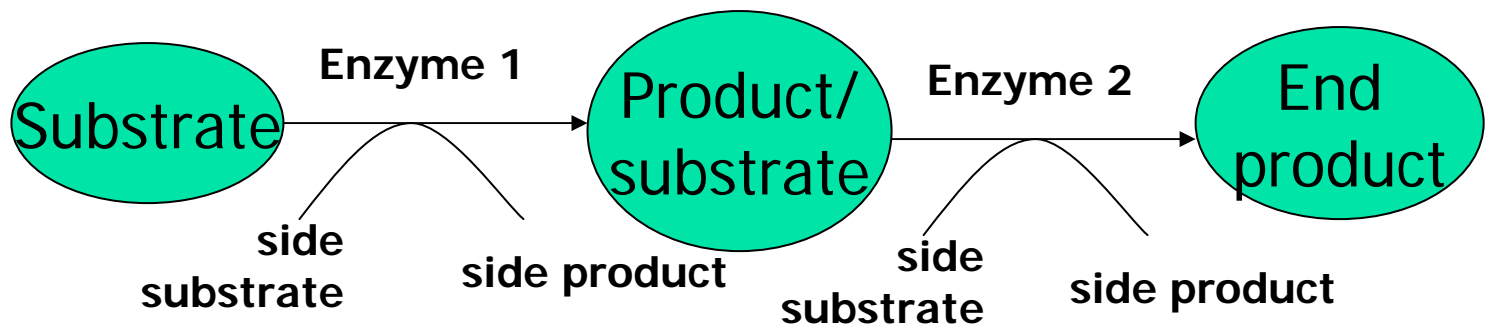 Substrate
Enzyme 1
side
substrate
side product
Product/
substrate
Enzyme 2
side
substrate
side product
End
product